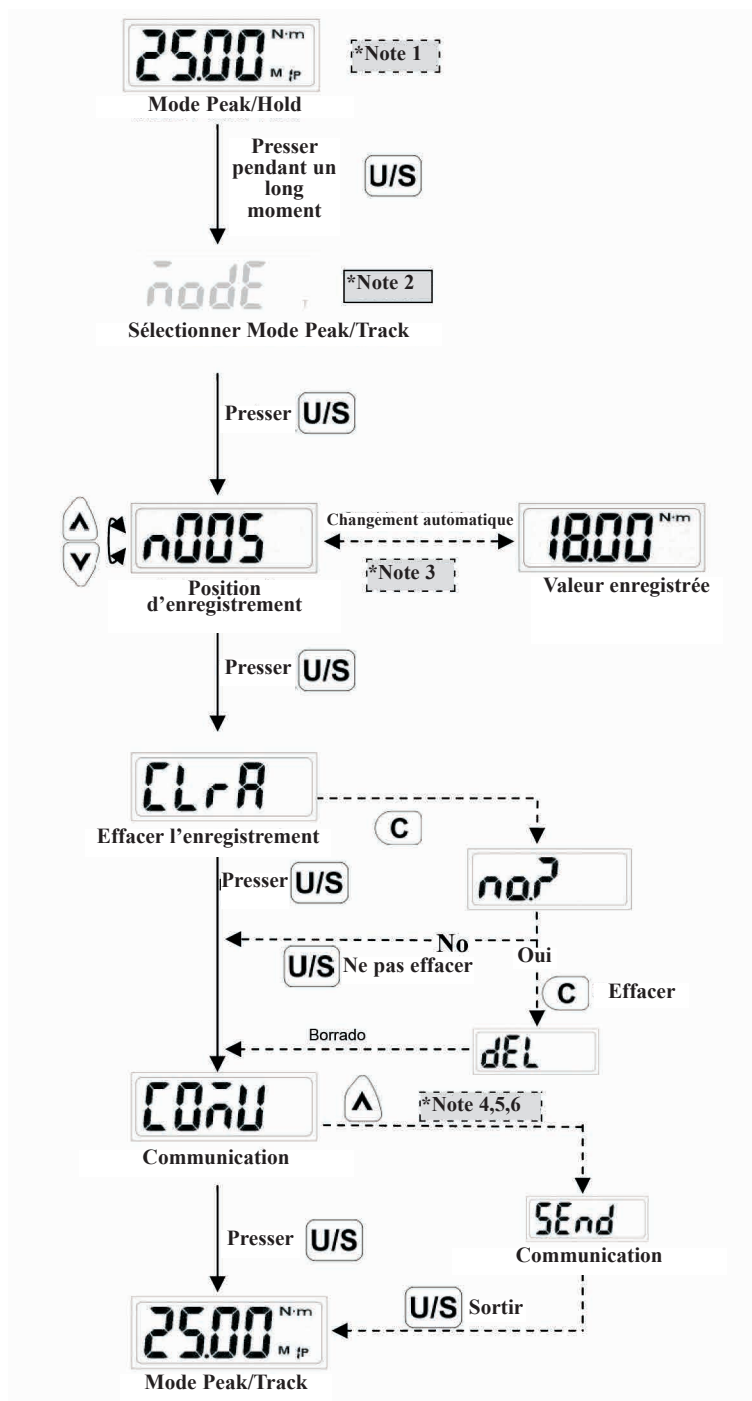 25.00 N·m
M P
*Note 1
Mode Peak/Hold
Presser
pendant un
long
moment
U/S
modE
*Note 2
Sélectionner Mode Peak/Track
Presser U/S
n005
Changement automatique
18.00 N·m
*Note 3
Position
d'enregistrement
Valeur enregistrée
Presser U/S
CLrA
Effacer l'enregistrement
C
Presser U/S
no.?
No
U/S Ne pas effacer
Oui
C Effacer
Borrado
dEL
COmU
*Note 4,5,6
Communication
SEnd
Communication
Presser U/S
U/S Sortir
25.00 N·m
M P
Mode Peak/Track